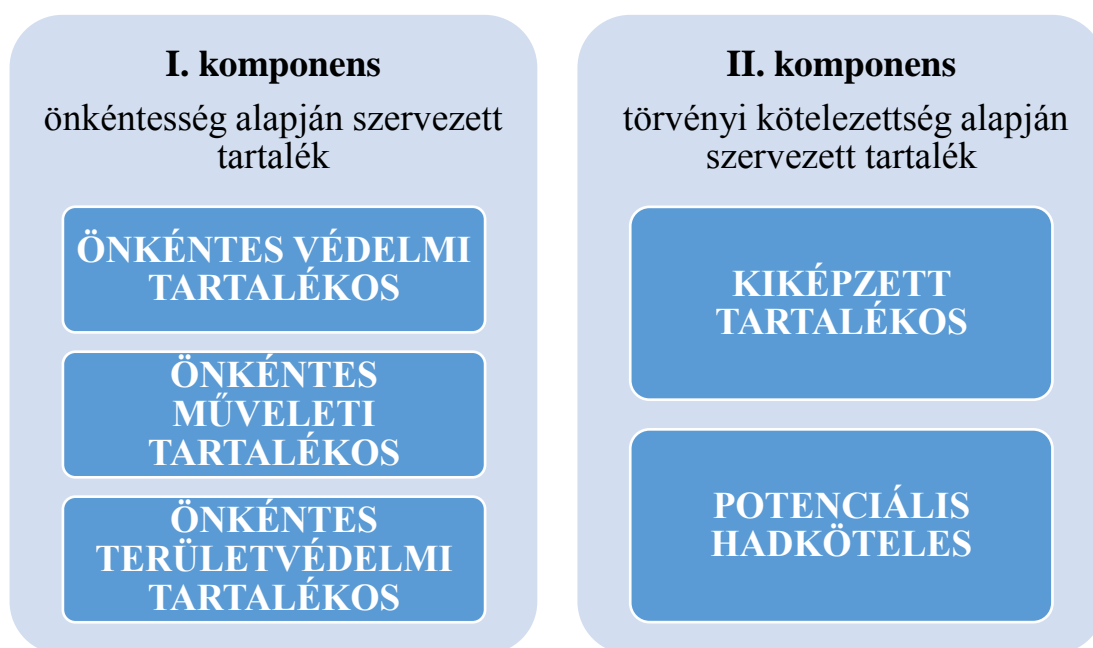 I. komponens
önkéntesség alapján szervezett
tartalék
ÖNKÉNTES VÉDELMI
TARTALÉKOS
ÖNKÉNTES
MŰVELETI
TARTALÉKOS
ÖNKÉNTES
TERÜLETVÉDELMI
TARTALÉKOS
II. komponens
törvényi kötelezettség alapján
szervezett tartalék
KIKÉPZETT
TARTALÉKOS
POTENCIÁLIS
HADKÖTELES